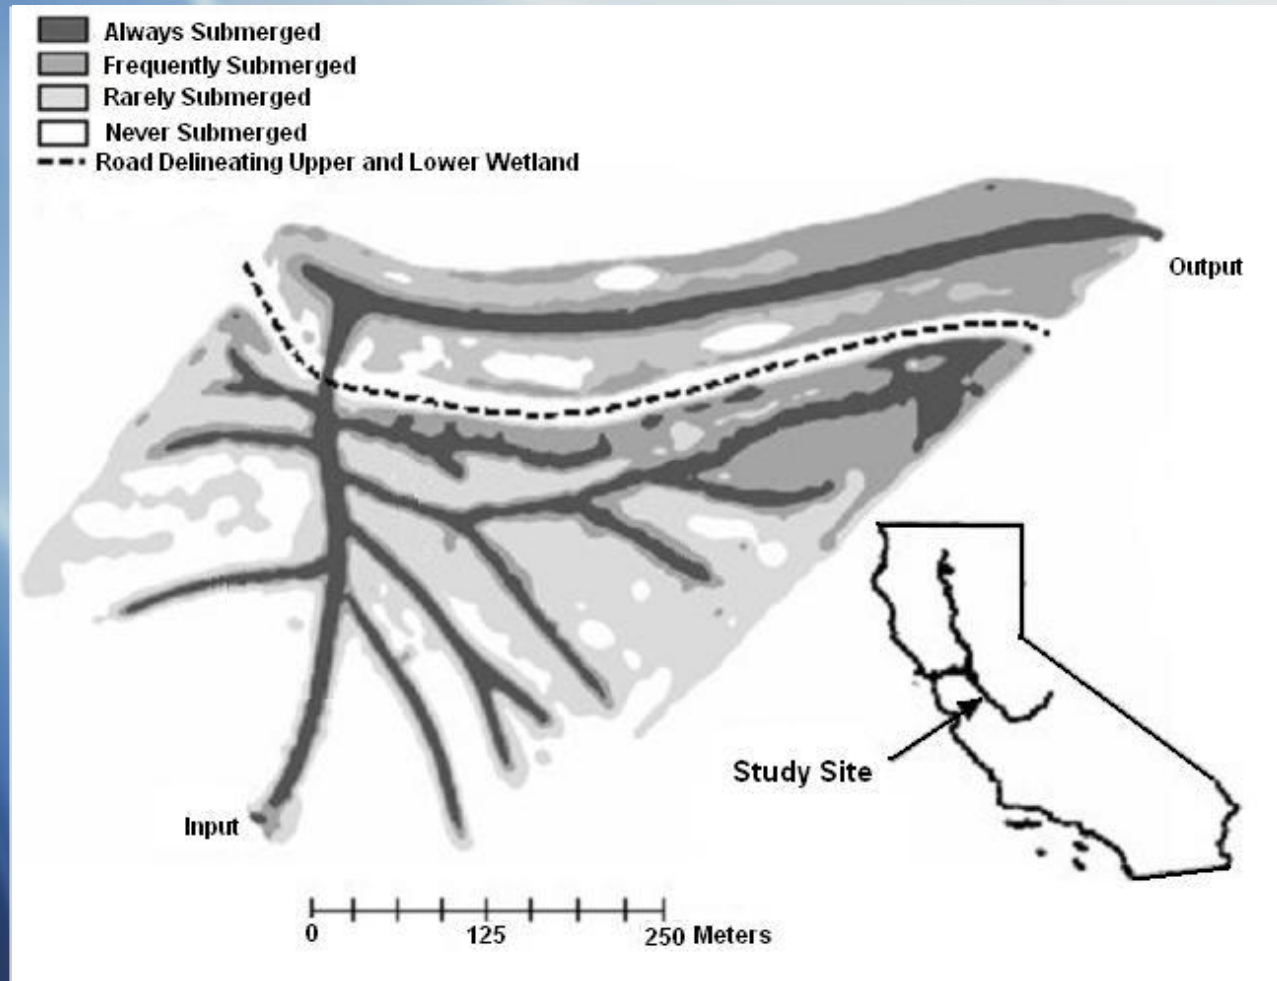 Always Submerged
Frequently Submerged
Rarely Submerged
Never Submerged
Road Delineating Upper and Lower Wetland
Output
Study Site
Input
0 125 250 Meters